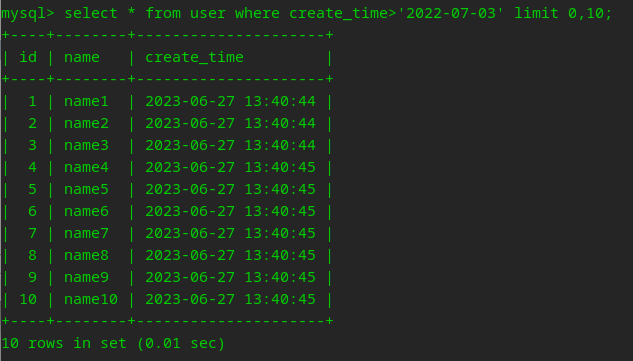 mysql> select * from user where create_time>'2022-07-03' limit 0,10;
+----+--------+---------------------+
| id | name   | create_time         |
+----+--------+---------------------+
|  1 | name1  | 2023-06-27 13:40:44 |
|  2 | name2  | 2023-06-27 13:40:44 |
|  3 | name3  | 2023-06-27 13:40:44 |
|  4 | name4  | 2023-06-27 13:40:45 |
|  5 | name5  | 2023-06-27 13:40:45 |
|  6 | name6  | 2023-06-27 13:40:45 |
|  7 | name7  | 2023-06-27 13:40:45 |
|  8 | name8  | 2023-06-27 13:40:45 |
|  9 | name9  | 2023-06-27 13:40:45 |
| 10 | name10 | 2023-06-27 13:40:45 |
+----+--------+---------------------+
10 rows in set (0.01 sec)